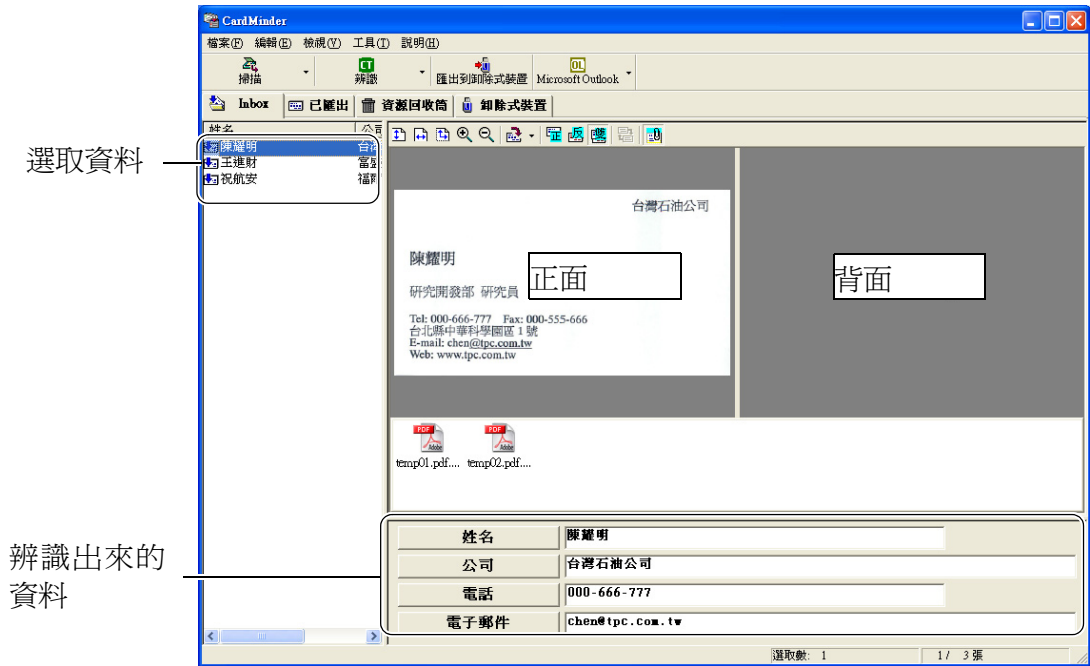 CardMinder
檔案(F) 編輯(E) 檢視(V) 工具(T) 說明(H)
掃描 辨識 匯出到卸除式裝置 Microsoft Outlook
Inbox 已匯出 資源回收筒 卸除式裝置
姓名 公司
陳耀明
王進財
祝航安
選取資料
台灣石油公司
陳耀明
研究開發部 研究員
Tel: 000-666-777 Fax: 000-555-666
台北縣中華科學園區 1 號
E-mail: chen@tpc.com.tw
Web: www.tpc.com.tw
正面
背面
temp01.pdf.... temp02.pdf....
辨識出來的
資料
姓名 陳耀明
公司 台灣石油公司
電話 000-666-777
電子郵件 chen@tpc.com.tw
選取數: 1 1/ 3 張